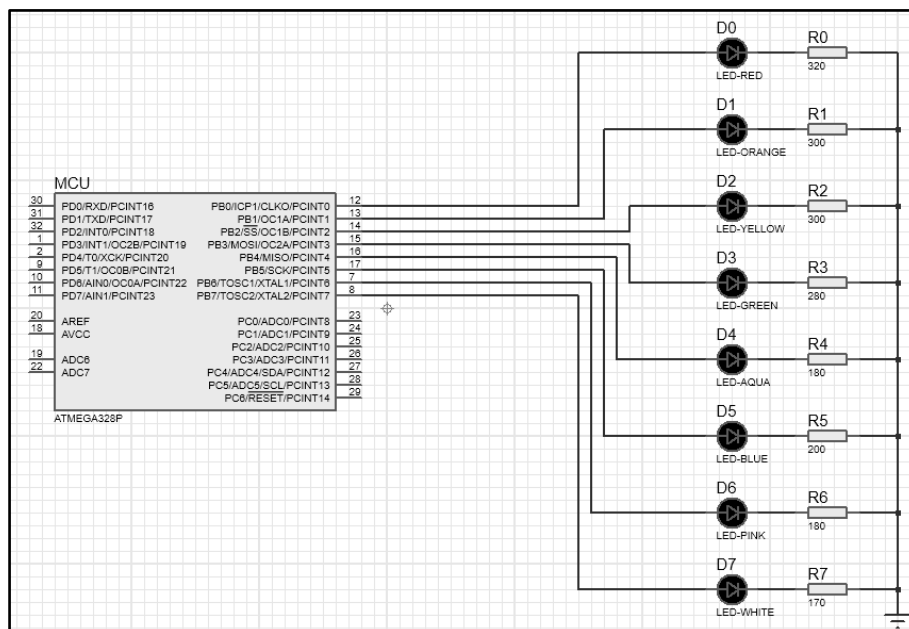 D0
R0
320
LED-RED
D1
R1
300
LED-ORANGE
D2
R2
300
LED-YELLOW
D3
R3
280
LED-GREEN
D4
R4
180
LED-AQUA
D5
R5
200
LED-BLUE
D6
R6
180
LED-PINK
D7
R7
170
LED-WHITE
MCU
30 PD0/RXD/PCINT16 PB0/ICP1/CLKO/PCINT0 12
31 PD1/TXD/PCINT17 PB1/OC1A/PCINT1 13
32 PD2/INT0/PCINT18 PB2/SS/OC1B/PCINT2 14
1 PD3/INT1/OC2B/PCINT19 PB3/MOSI/OC2A/PCINT3 15
2 PD4/T0/XCK/PCINT20 PB4/MISO/PCINT4 16
9 PD5/T1/OC0B/PCINT21 PB5/SCK/PCINT5 17
10 PD6/AIN0/OC0A/PCINT22 PB6/TOSC1/XTAL1/PCINT6 7
11 PD7/AIN1/PCINT23 PB7/TOSC2/XTAL2/PCINT7 8
20 AREF PC0/ADC0/PCINT8 23
18 AVCC PC1/ADC1/PCINT9 24
PC2/ADC2/PCINT10 25
19 ADC6 PC3/ADC3/PCINT11 26
22 ADC7 PC4/ADC4/SDA/PCINT12 27
PC5/ADC5/SCL/PCINT13 28
PC6/RESET/PCINT14 29
ATMEGA328P